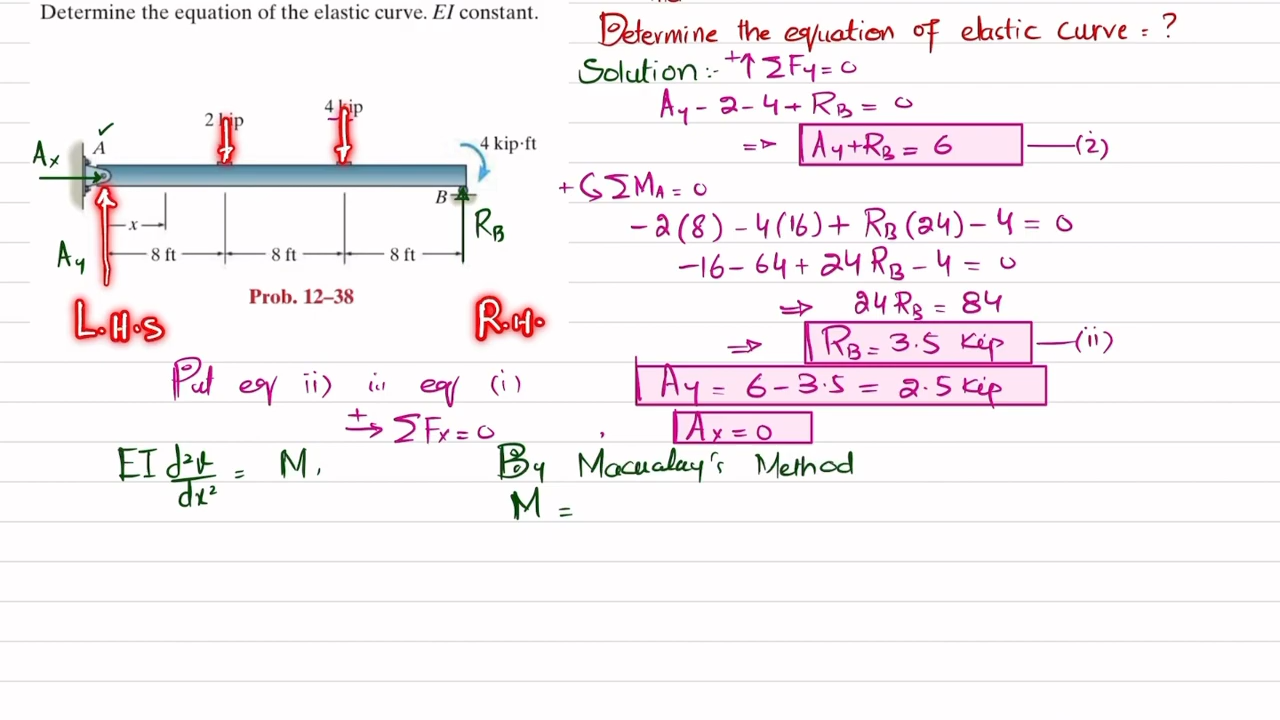 Determine the equation of the elastic curve. EI constant.
Determine the equation of elastic curve = ?
Solution :- +↑ ΣFy = 0
Ay - 2 - 4 + RB = 0
=> Ay + RB = 6 —(i)
+↺ ΣMA = 0
-2(8) - 4(16) + RB(24) - 4 = 0
-16 - 64 + 24RB - 4 = 0
=> 24RB = 84
=> RB = 3.5 kip —(ii)
Ay = 6 - 3.5 = 2.5 kip
2 kip
4 kip
4 kip·ft
Ax
A
B
RB
x
Ay
8 ft
8 ft
8 ft
Prob. 12–38
L.H.S
R.H.
Put eq ii) in eq (i)
+→ ΣFx = 0 , Ax = 0
EI d²v/dx² = M,
By Macualay's Method
M =